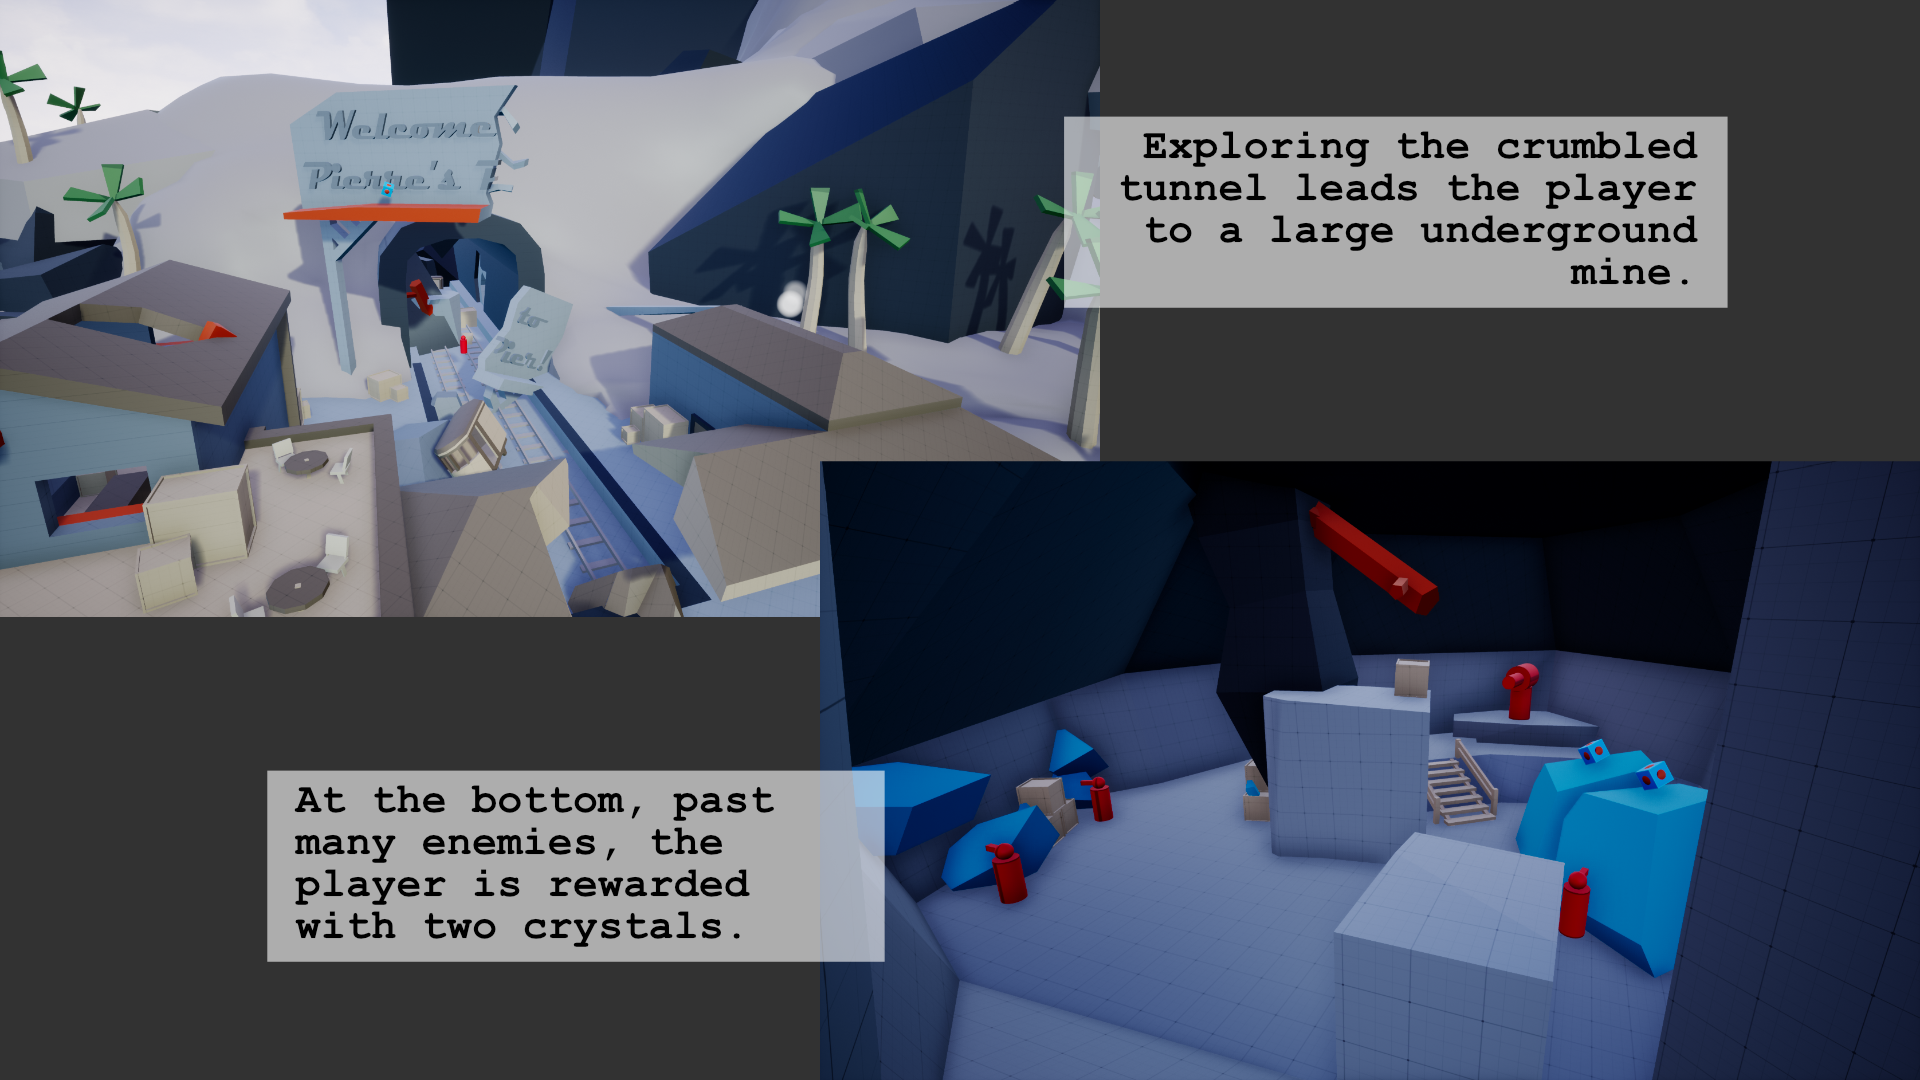 Welcome
Pierre's
to
Pier!
Exploring the crumbled
tunnel leads the player
to a large underground
mine.
At the bottom, past
many enemies, the
player is rewarded
with two crystals.